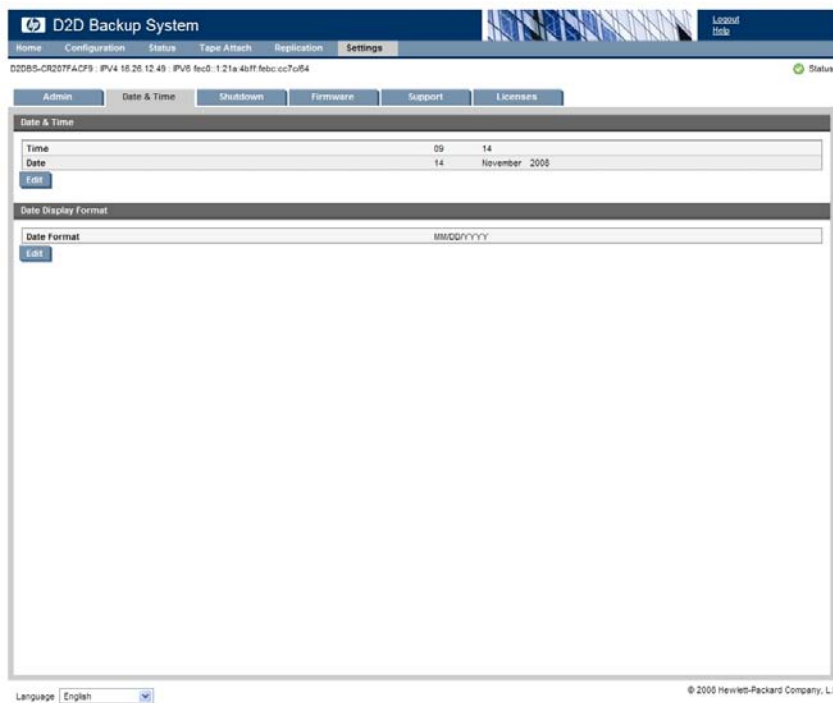 hp D2D Backup System
Logout
Help
Home Configuration Status Tape Attach Replication Settings
D2DBS-CR207FACF9 : IPV4 16.26.12.49 : IPV6 fec0::1:21a:4bff:febc:cc7c/64 Status
Admin Date & Time Shutdown Firmware Support Licenses
Date & Time
Time 09 14
Date 14 November 2008
Edit
Date Display Format
Date Format MM/DD/YYYY
Edit
Language English
© 2008 Hewlett-Packard Company, L.